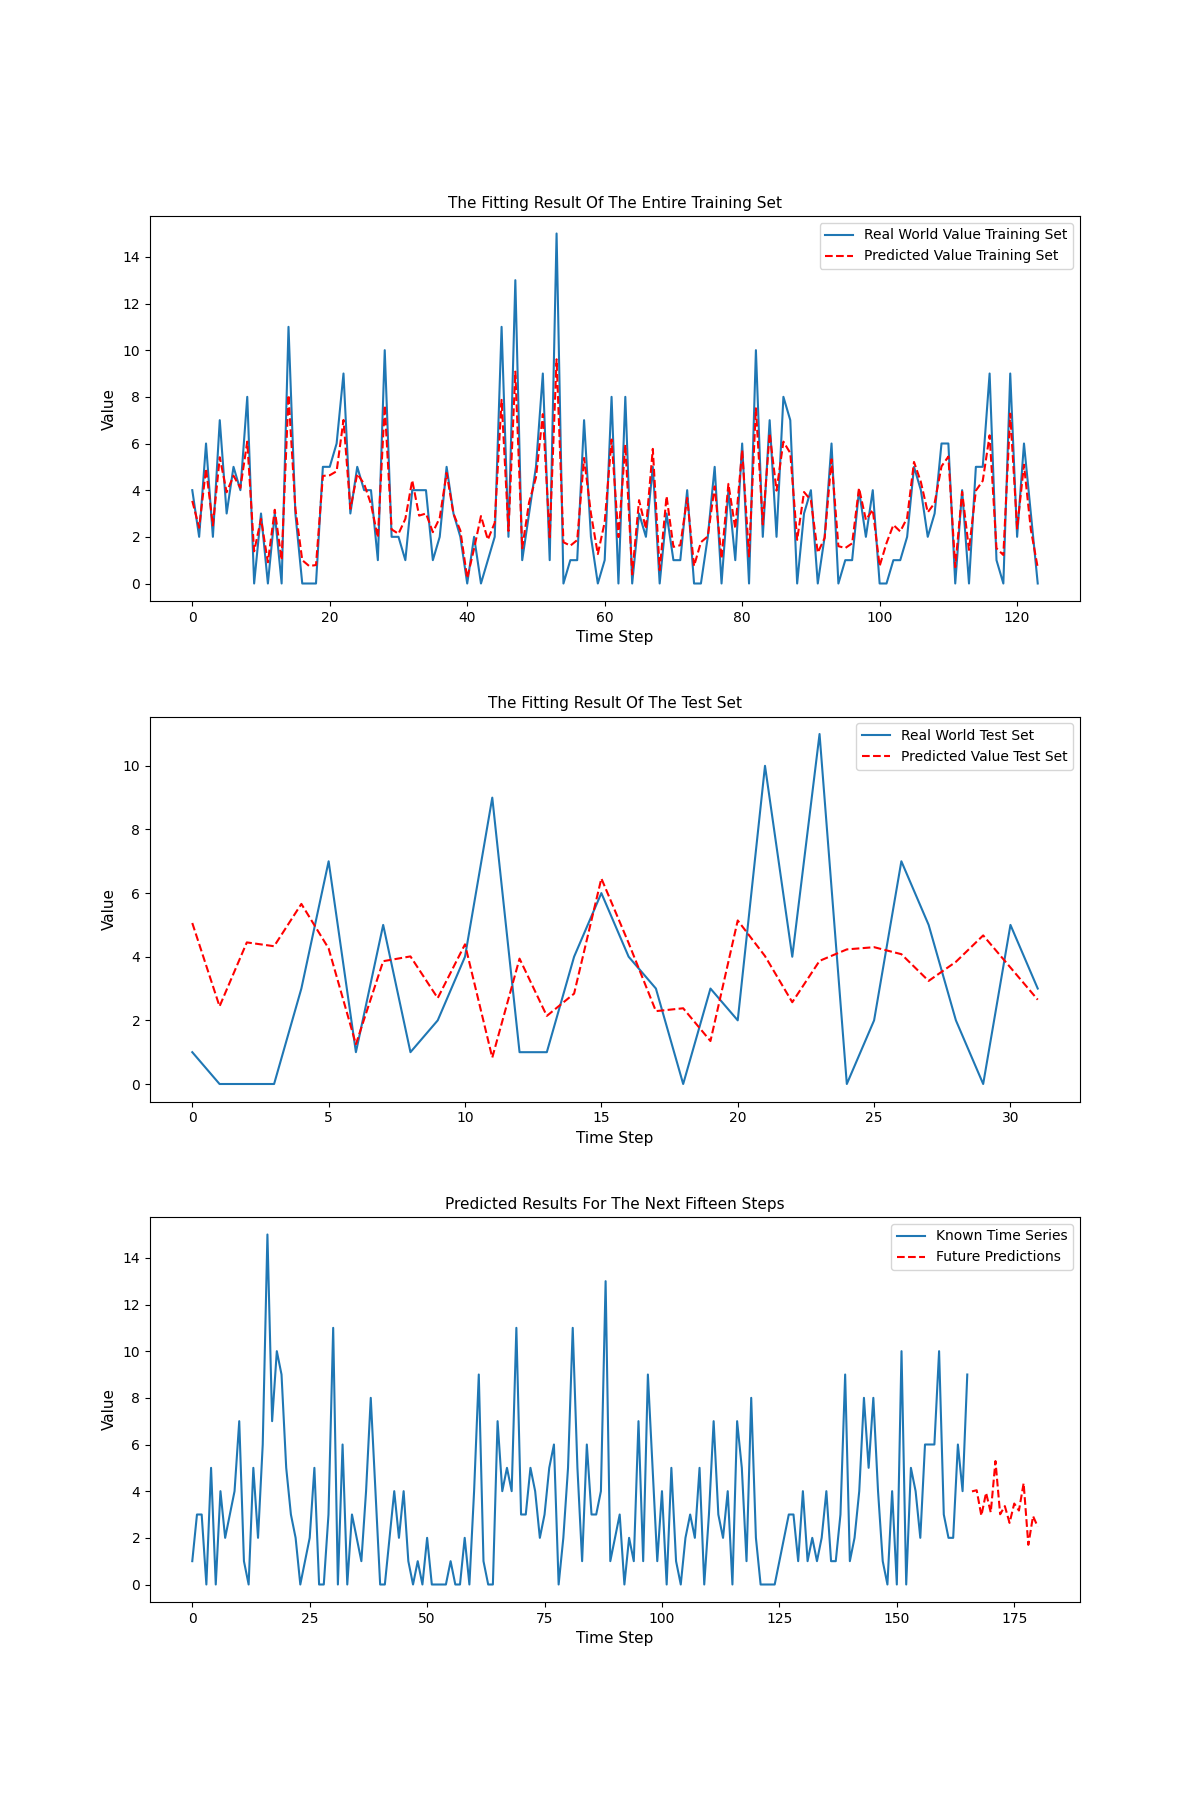 The Fitting Result Of The Entire Training Set
Real World Value Training Set
Predicted Value Training Set
Value
14
12
10
8
6
4
2
0
0 20 40 60 80 100 120
Time Step
The Fitting Result Of The Test Set
Real World Test Set
Predicted Value Test Set
Value
10
8
6
4
2
0
0 5 10 15 20 25 30
Time Step
Predicted Results For The Next Fifteen Steps
Known Time Series
Future Predictions
Value
14
12
10
8
6
4
2
0
0 25 50 75 100 125 150 175
Time Step